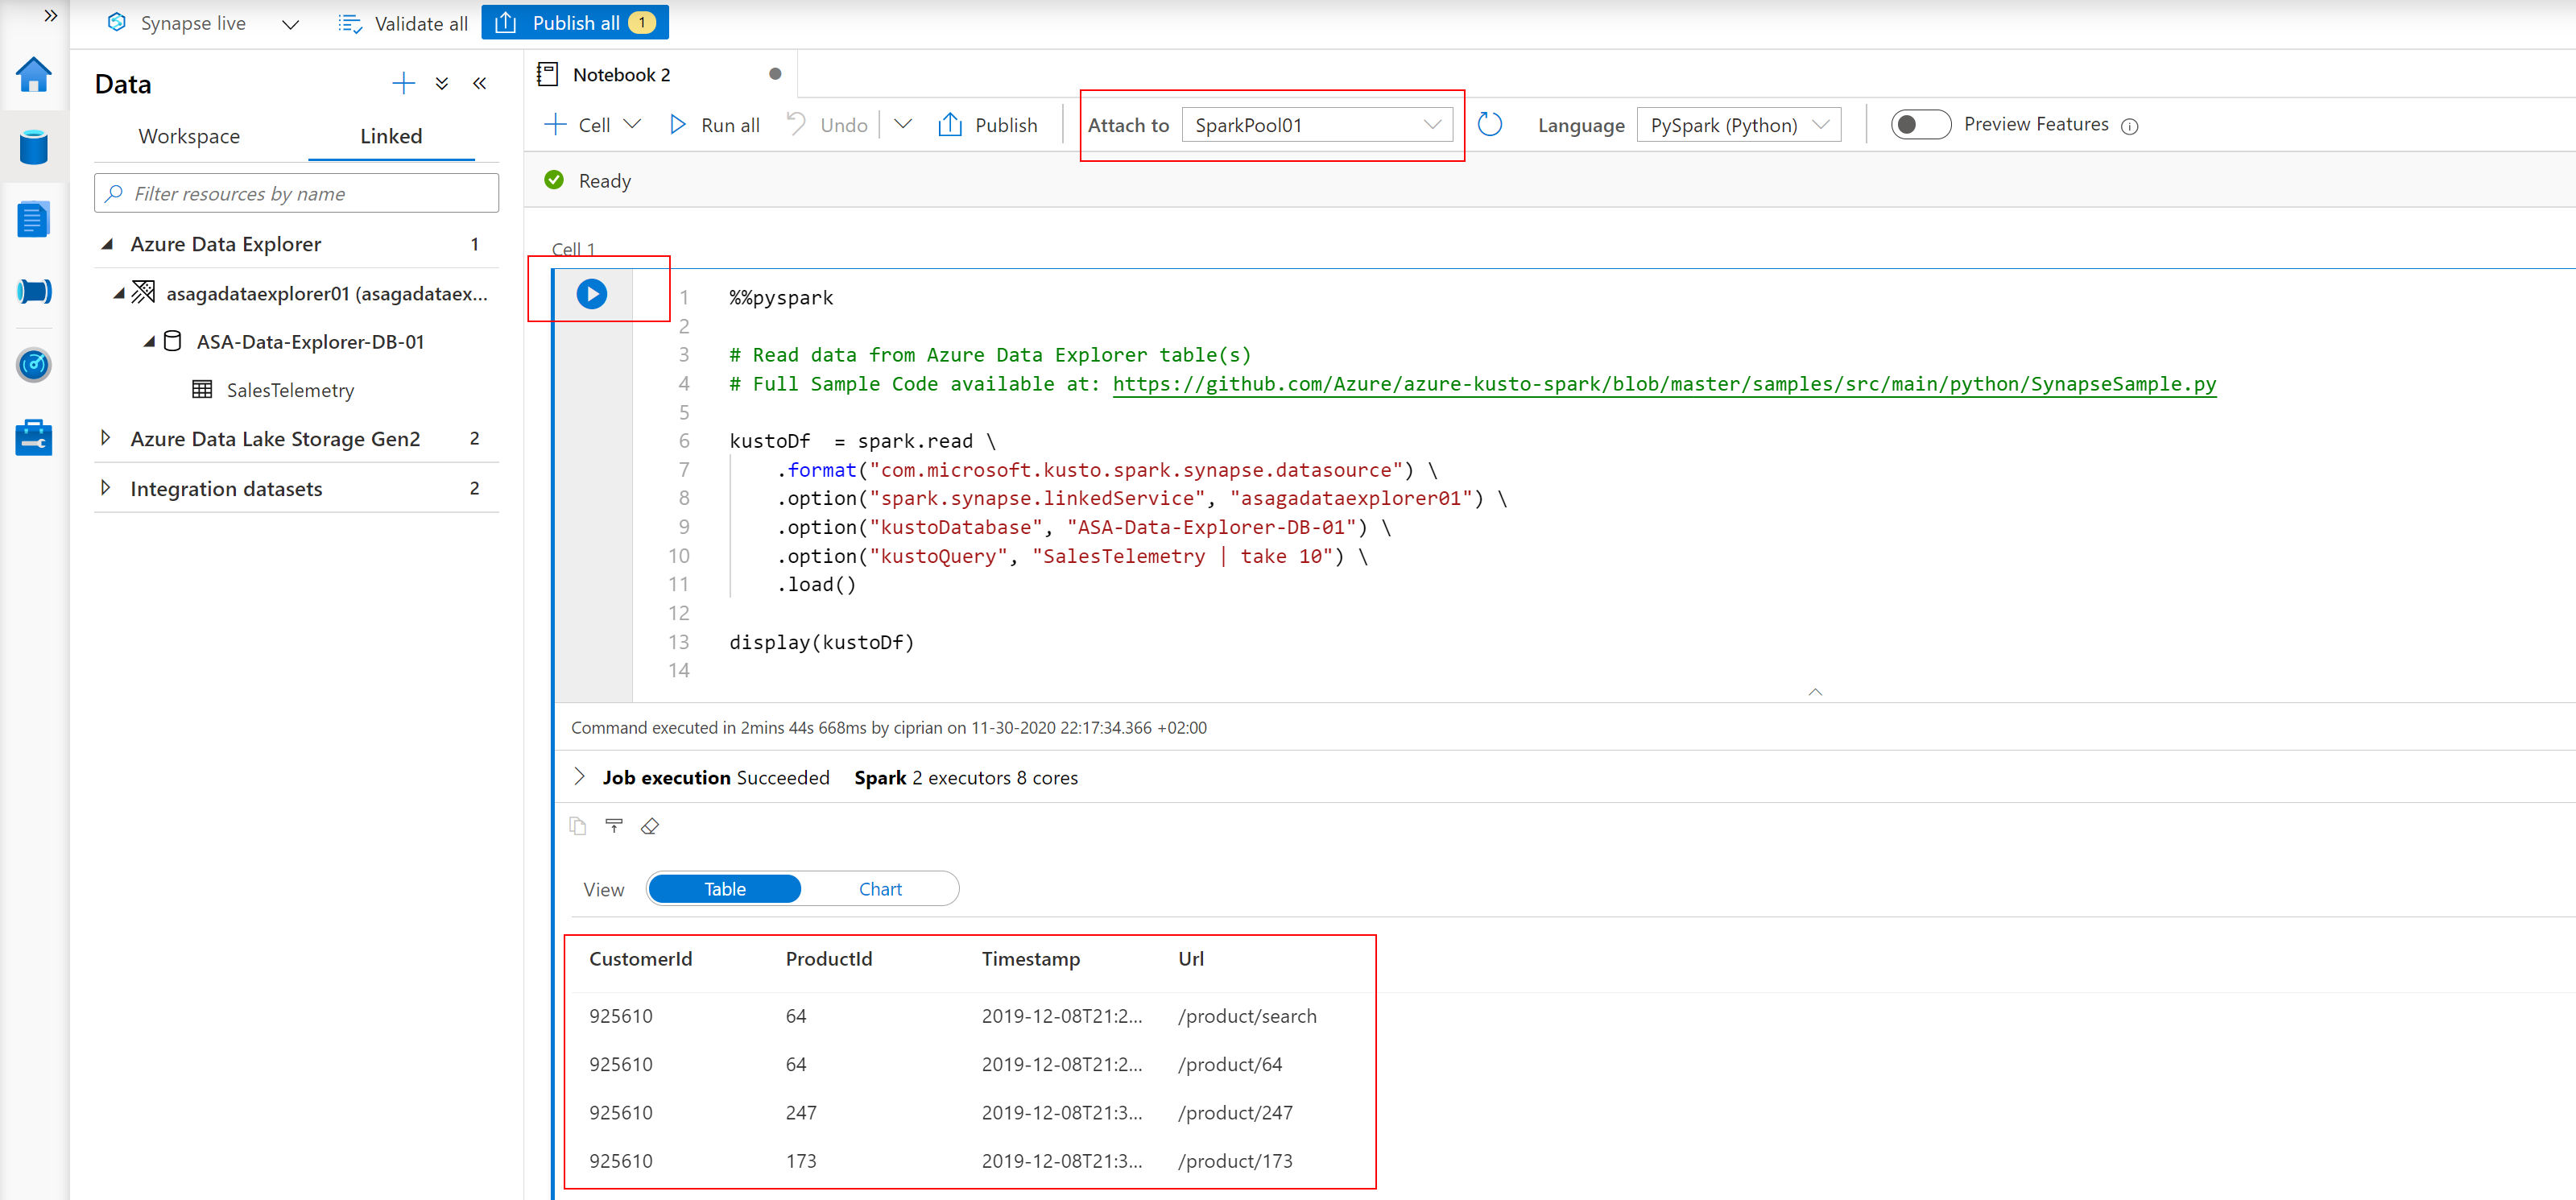 Synapse live
Validate all
Publish all 1
Data
Workspace
Linked
Filter resources by name
Azure Data Explorer 1
asagadataexplorer01 (asagadataex...
ASA-Data-Explorer-DB-01
SalesTelemetry
Azure Data Lake Storage Gen2 2
Integration datasets 2
Notebook 2
Cell
Run all
Undo
Publish
Attach to SparkPool01
Language PySpark (Python)
Preview Features
Ready
Cell 1
1 %%pyspark
2
3 # Read data from Azure Data Explorer table(s)
4 # Full Sample Code available at: https://github.com/Azure/azure-kusto-spark/blob/master/samples/src/main/python/SynapseSample.py
5
6 kustoDf  = spark.read \
7     .format("com.microsoft.kusto.spark.synapse.datasource") \
8     .option("spark.synapse.linkedService", "asagadataexplorer01") \
9     .option("kustoDatabase", "ASA-Data-Explorer-DB-01") \
10     .option("kustoQuery", "SalesTelemetry | take 10") \
11     .load()
12
13 display(kustoDf)
14
Command executed in 2mins 44s 668ms by ciprian on 11-30-2020 22:17:34.366 +02:00
Job execution Succeeded Spark 2 executors 8 cores
View Table Chart
CustomerId ProductId Timestamp Url
925610 64 2019-12-08T21:2... /product/search
925610 64 2019-12-08T21:2... /product/64
925610 247 2019-12-08T21:3... /product/247
925610 173 2019-12-08T21:3... /product/173